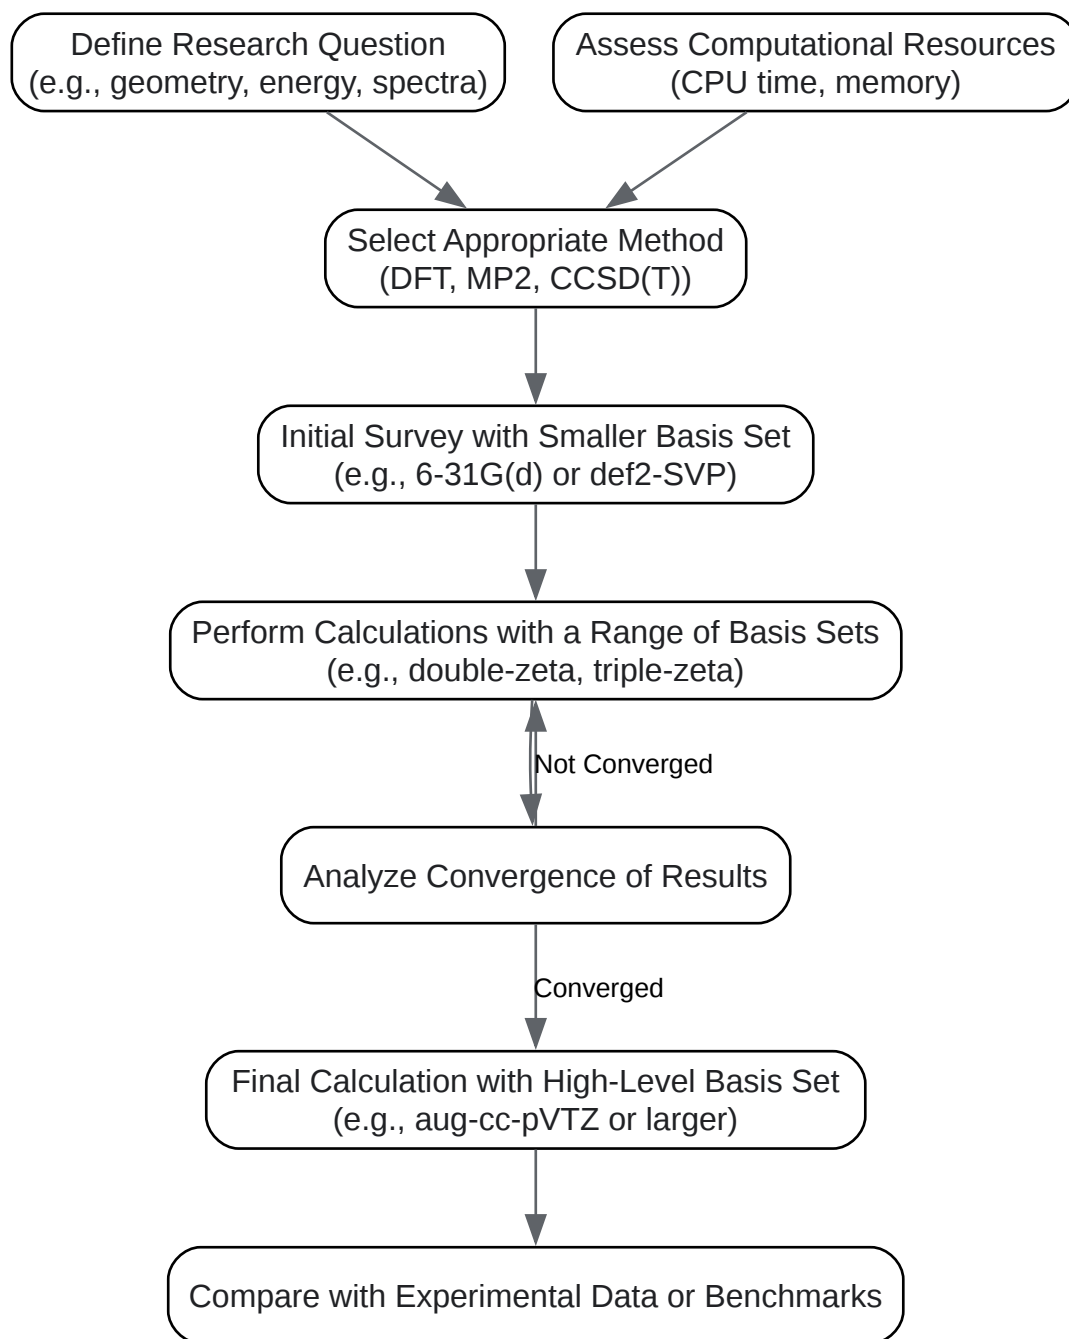 Define Research Question
(e.g., geometry, energy, spectra)
Assess Computational Resources
(CPU time, memory)
Select Appropriate Method
(DFT, MP2, CCSD(T))
Initial Survey with Smaller Basis Set
(e.g., 6-31G(d) or def2-SVP)
Perform Calculations with a Range of Basis Sets
(e.g., double-zeta, triple-zeta)
Not Converged
Analyze Convergence of Results
Converged
Final Calculation with High-Level Basis Set
(e.g., aug-cc-pVTZ or larger)
Compare with Experimental Data or Benchmarks